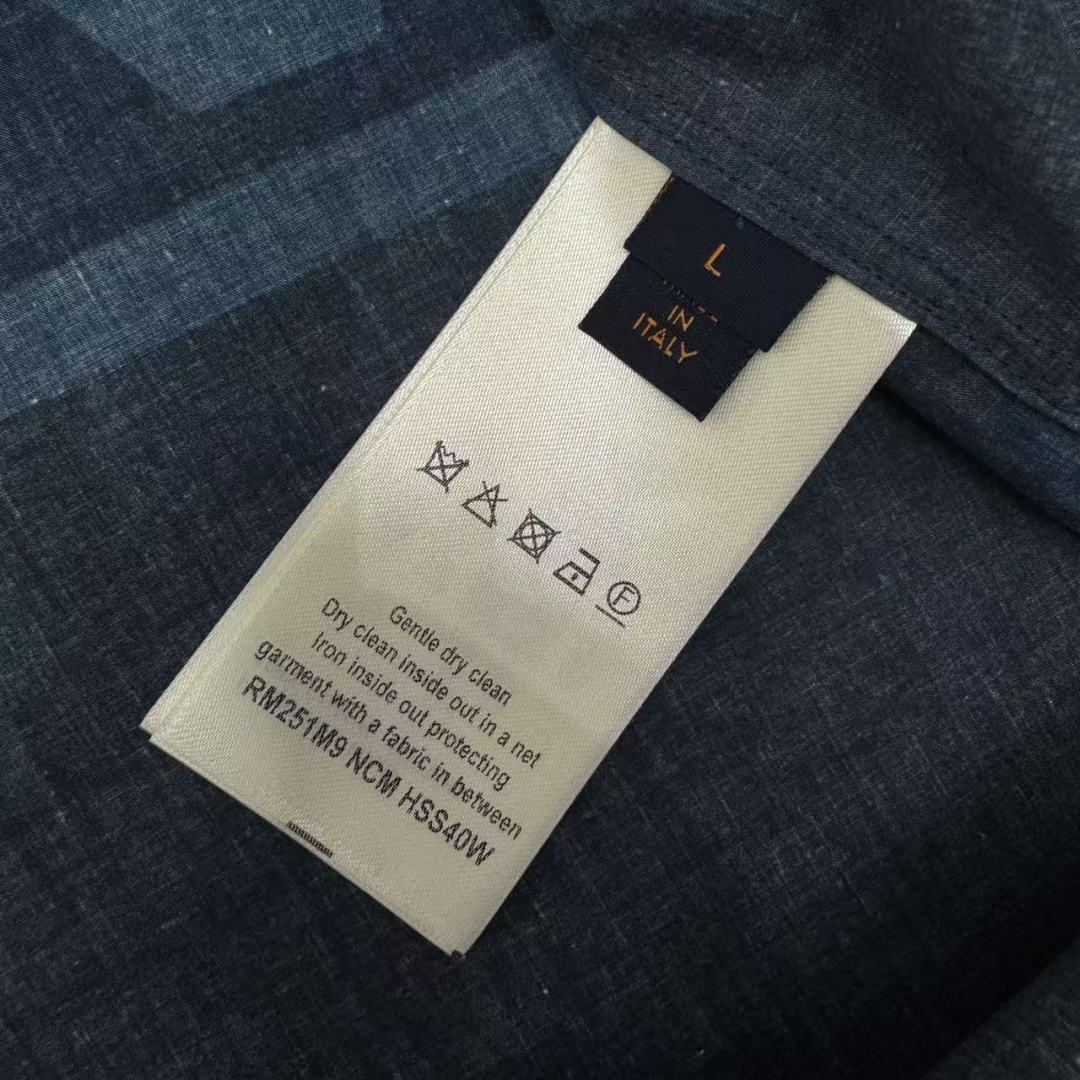 L
IN
ITALY
F
Gentle dry clean
Dry clean inside out in a net
Iron inside out protecting
garment with a fabric in between
RM251M9 NCM HSS40W